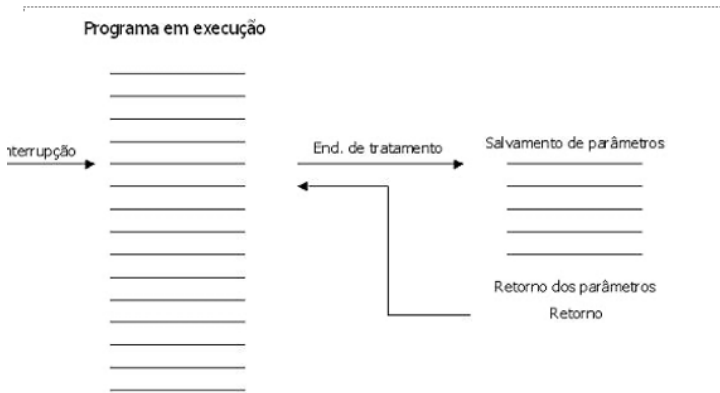 Programa em execução
nterrupção
End. de tratamento
Salvamento de parâmetros
Retorno dos parâmetros
Retorno